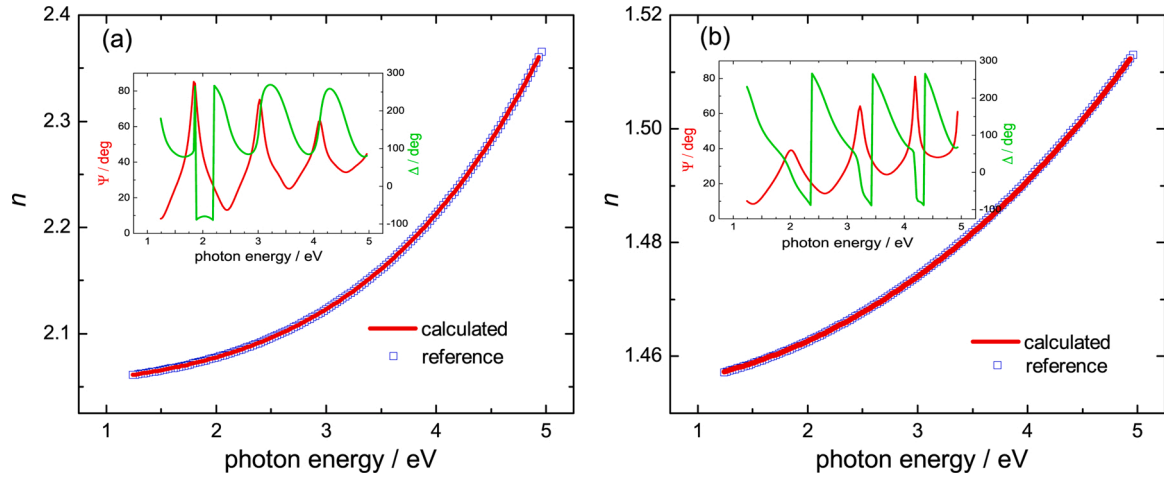 (a)
n
2.4
2.3
2.2
2.1
1 2 3 4 5
photon energy / eV
Ψ / deg
80
60
40
20
0
300
200
100
0
-100
Δ / deg
1 2 3 4 5
photon energy / eV
calculated
reference
(b)
n
1.52
1.50
1.48
1.46
1 2 3 4 5
photon energy / eV
Ψ / deg
80
60
40
20
0
300
200
100
0
-100
Δ / deg
1 2 3 4 5
photon energy / eV
calculated
reference